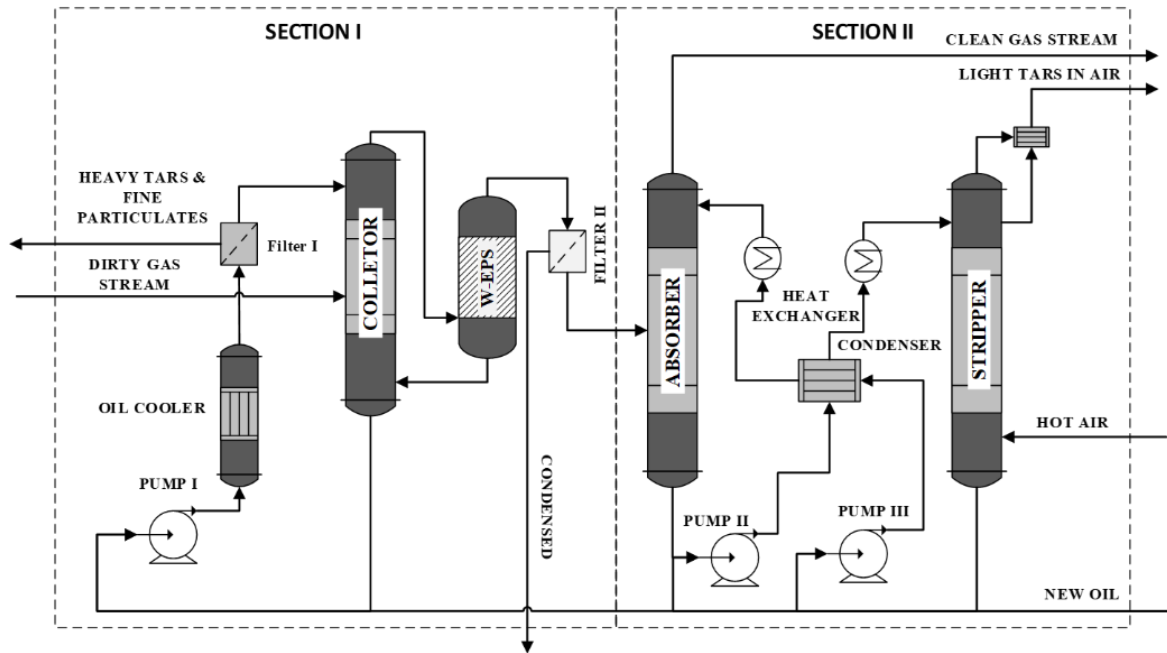 SECTION I
SECTION II
CLEAN GAS STREAM
LIGHT TARS IN AIR
HEAVY TARS &
FINE
PARTICULATES
Filter I
DIRTY GAS
STREAM
COLLETOR
W-EPS
FILTER II
ABSORBER
HEAT
EXCHANGER
CONDENSER
STRIPPER
OIL COOLER
HOT AIR
PUMP I
CONDENSED
PUMP II
PUMP III
NEW OIL